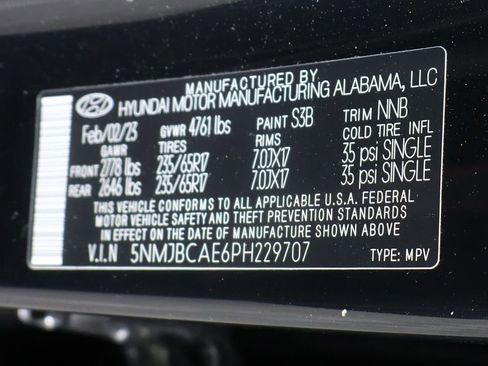 MANUFACTURED BY
HYUNDAI MOTOR MANUFACTURING ALABAMA, LLC
Feb/02/23 GVWR 4761 lbs PAINT S3B TRIM NNB
GAWR TIRES RIMS COLD TIRE INFL
FRONT 2778 lbs 235/65R17 7.0JX17 35 psi SINGLE
REAR 2646 lbs 235/65R17 7.0JX17 35 psi SINGLE
THIS VEHICLE CONFORMS TO ALL APPLICABLE U.S.A. FEDERAL
MOTOR VEHICLE SAFETY AND THEFT PREVENTION STANDARDS
IN EFFECT ON THE DATE OF MANUFACTURE SHOWN ABOVE.
V.I.N 5NMJBCAE6PH229707 TYPE: MPV